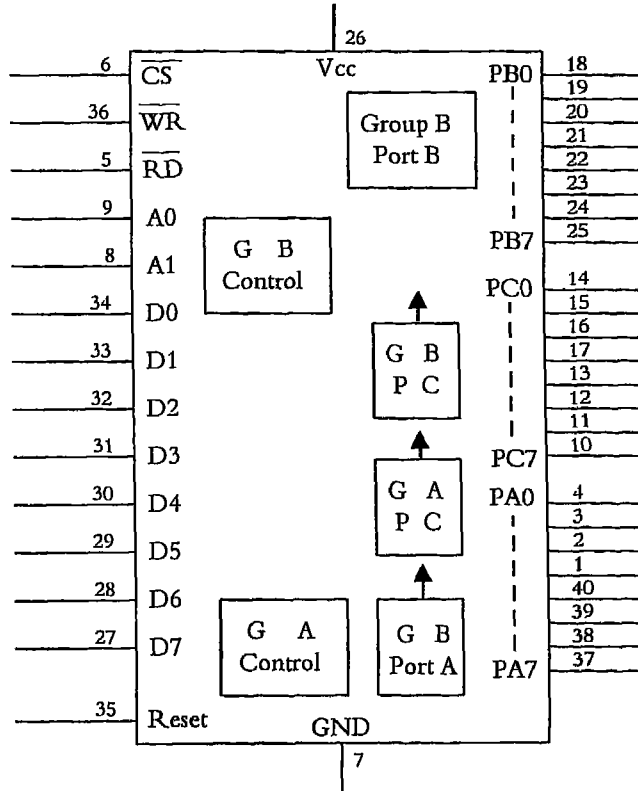 26
Vcc
6 CS PB0 18
19
36 WR 20
Group B
Port B
21
5 RD 22
23
9 A0 24
PB7 25
G B
Control
8 A1
PC0 14
34 D0 15
16
33 D1 17
G B
P C
13
32 D2 12
11
31 D3 PC7 10
G A
P C
30 D4 PA0 4
3
29 D5 2
1
28 D6 40
39
G A
Control
G B
Port A
27 D7 38
PA7 37
35 Reset
GND
7